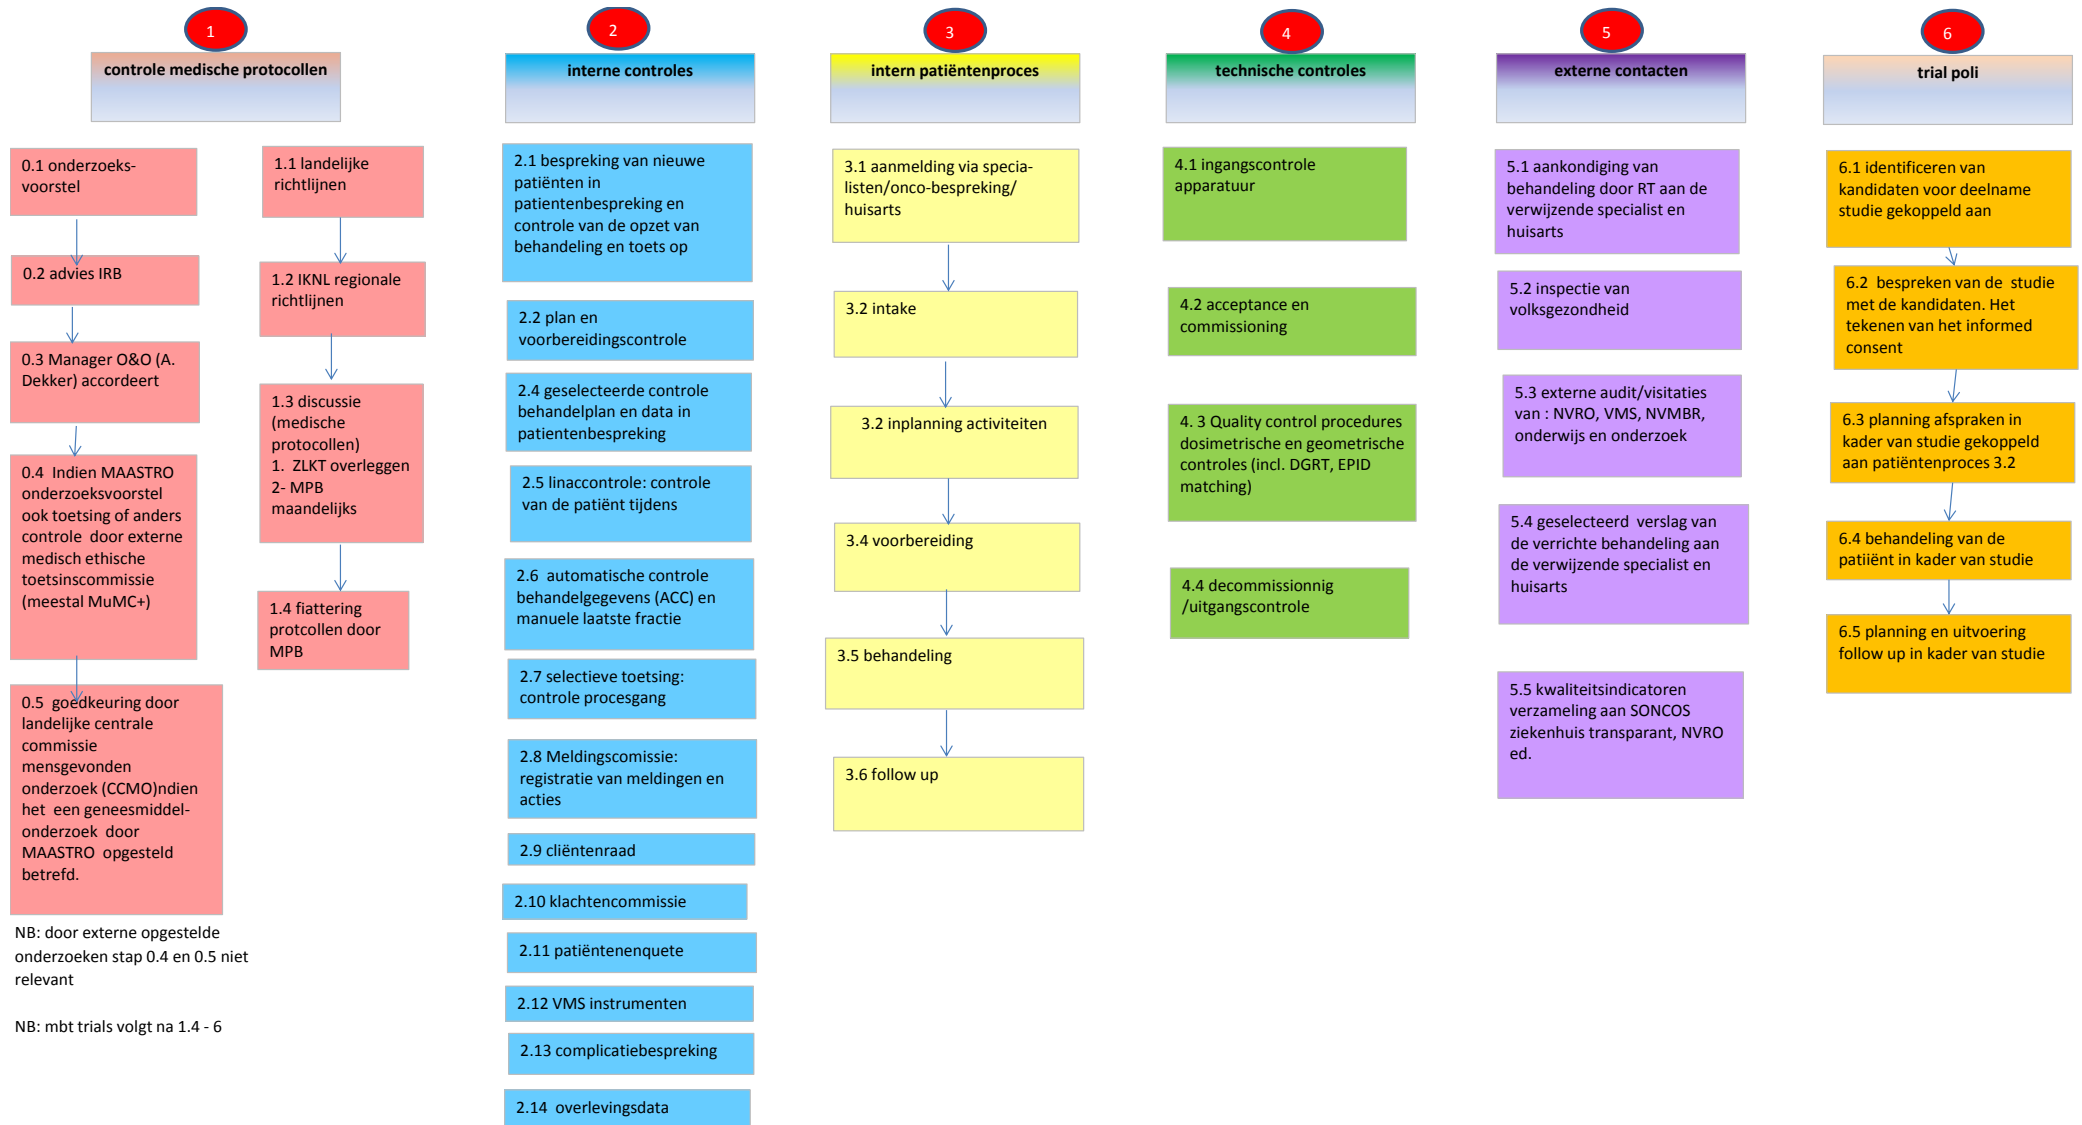 1
controle medische protocollen
0.1 onderzoeks-
voorstel
0.2 advies IRB
0.3 Manager O&O (A.
Dekker) accordeert
0.4 Indien MAASTRO
onderzoeksvoorstel
ook toetsing of anders
controle door externe
medisch ethische
toetsinscommissie
(meestal MuMC+)
0.5 goedkeuring door
landelijke centrale
commissie
mensgevonden
onderzoek (CCMO)ndien
het een geneesmiddel-
onderzoek door
MAASTRO opgesteld
betrefd.
NB: door externe opgestelde
onderzoeken stap 0.4 en 0.5 niet
relevant
NB: mbt trials volgt na 1.4 - 6
1.1 landelijke
richtlijnen
1.2 IKNL regionale
richtlijnen
1.3 discussie
(medische
protocollen)
1. ZLKT overleggen
2- MPB
maandelijks
1.4 fiattering
protcollen door
MPB
2
interne controles
2.1 bespreking van nieuwe
patiënten in
patientenbespreking en
controle van de opzet van
behandeling en toets op
2.2 plan en
voorbereidingscontrole
2.4 geselecteerde controle
behandelplan en data in
patientenbespreking
2.5 linaccontrole: controle
van de patiënt tijdens
2.6 automatische controle
behandelgegevens (ACC) en
manuele laatste fractie
2.7 selectieve toetsing:
controle procesgang
2.8 Meldingscomissie:
registratie van meldingen en
acties
2.9 cliëntenraad
2.10 klachtencommissie
2.11 patiëntenenquete
2.12 VMS instrumenten
2.13 complicatiebespreking
2.14 overlevingsdata
3
intern patiëntenproces
3.1 aanmelding via specia-
listen/onco-bespreking/
huisarts
3.2 intake
3.2 inplanning activiteiten
3.4 voorbereiding
3.5 behandeling
3.6 follow up
4
technische controles
4.1 ingangscontrole
apparatuur
4.2 acceptance en
commissioning
4. 3 Quality control procedures
dosimetrische en geometrische
controles (incl. DGRT, EPID
matching)
4.4 decommissionnig
/uitgangscontrole
5
externe contacten
5.1 aankondiging van
behandeling door RT aan de
verwijzende specialist en
huisarts
5.2 inspectie van
volksgezondheid
5.3 externe audit/visitaties
van : NVRO, VMS, NVMBR,
onderwijs en onderzoek
5.4 geselecteerd verslag van
de verrichte behandeling aan
de verwijzende specialist en
huisarts
5.5 kwaliteitsindicatoren
verzameling aan SONCOS
ziekenhuis transparant, NVRO
ed.
6
trial poli
6.1 identificeren van
kandidaten voor deelname
studie gekoppeld aan
6.2 bespreken van de studie
met de kandidaten. Het
tekenen van het informed
consent
6.3 planning afspraken in
kader van studie gekoppeld
aan patiëntenproces 3.2
6.4 behandeling van de
patiiënt in kader van studie
6.5 planning en uitvoering
follow up in kader van studie